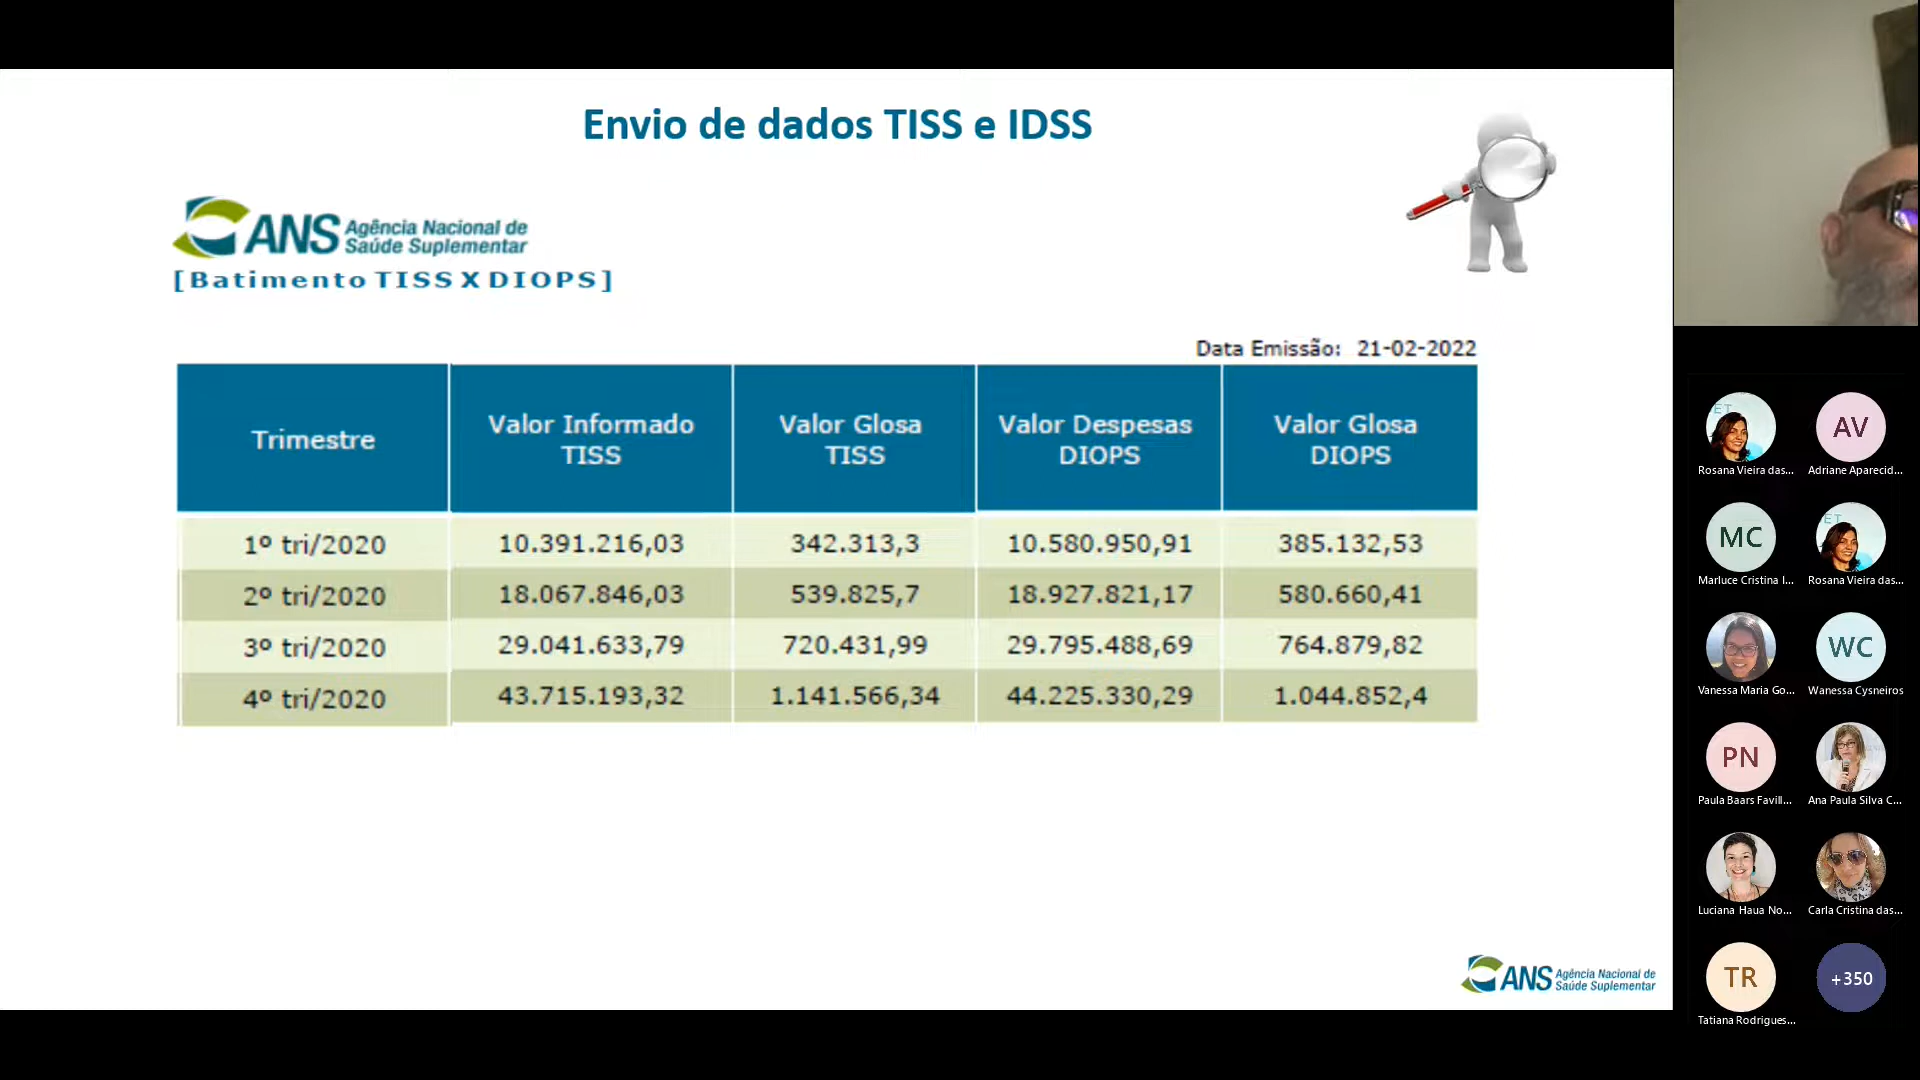 Envio de dados TISS e IDSS
ANS Agência Nacional de
Saúde Suplementar
[Batimento TISS X DIOPS]
Data Emissão: 21-02-2022
Trimestre
Valor Informado
TISS
Valor Glosa
TISS
Valor Despesas
DIOPS
Valor Glosa
DIOPS
1º tri/2020 10.391.216,03 342.313,3 10.580.950,91 385.132,53
2º tri/2020 18.067.846,03 539.825,7 18.927.821,17 580.660,41
3º tri/2020 29.041.633,79 720.431,99 29.795.488,69 764.879,82
4º tri/2020 43.715.193,32 1.141.566,34 44.225.330,29 1.044.852,4
ANS Agência Nacional de
Saúde Suplementar
ET
AV
Rosana Vieira das... Adriane Aparecid...
MC
ET
Marluce Cristina I... Rosana Vieira das...
WC
Vanessa Maria Go... Wanessa Cysneiros
PN
Paula Baars Favill... Ana Paula Silva C...
Luciana Haua No... Carla Cristina das...
TR +350
Tatiana Rodrigues...